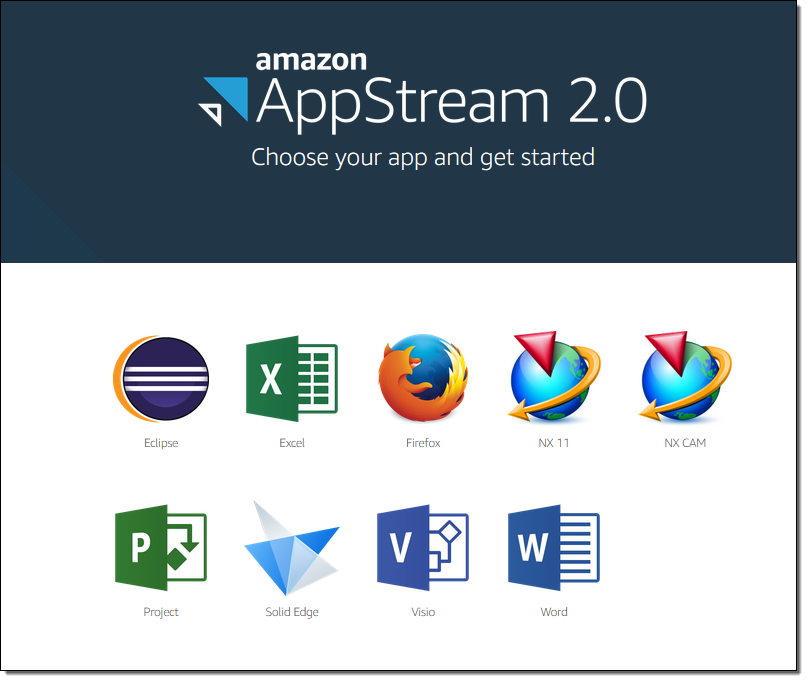 amazon
AppStream 2.0
Choose your app and get started
X
Eclipse Excel Firefox NX 11 NX CAM
P V W
Project Solid Edge Visio Word